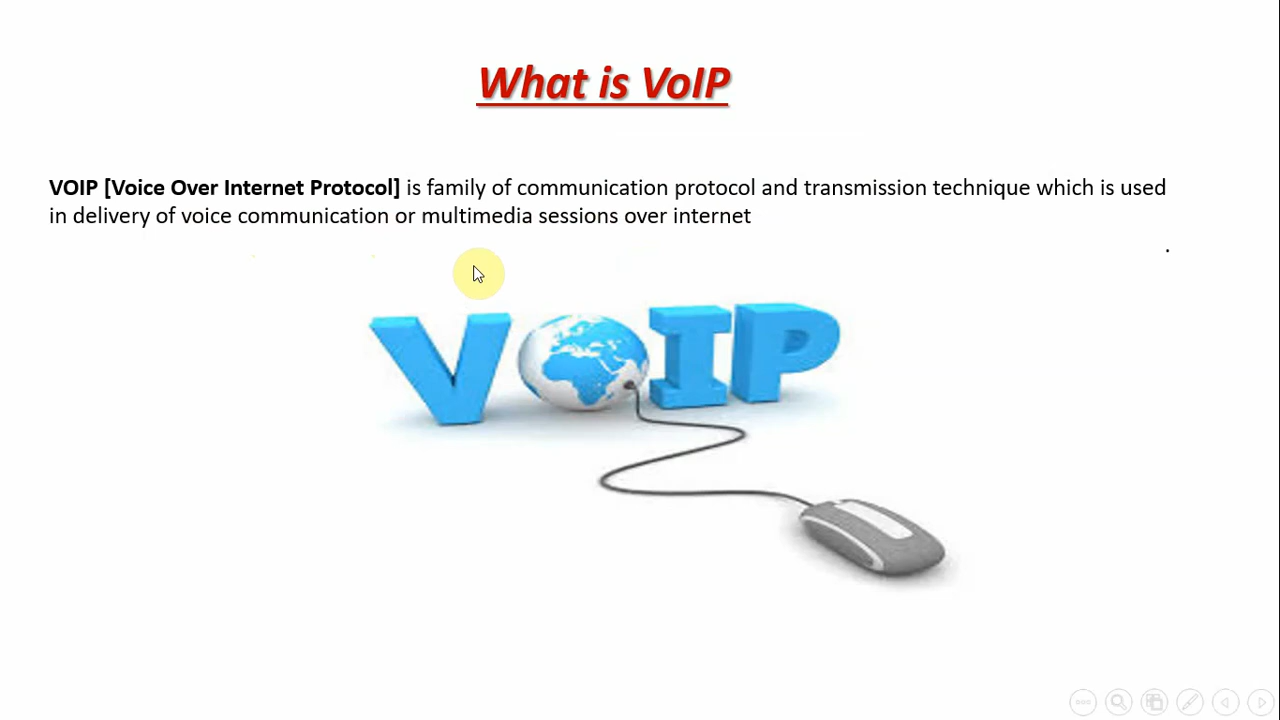 What is VoIP
VOIP [Voice Over Internet Protocol] is family of communication protocol and transmission technique which is used
in delivery of voice communication or multimedia sessions over internet
.
VOIP